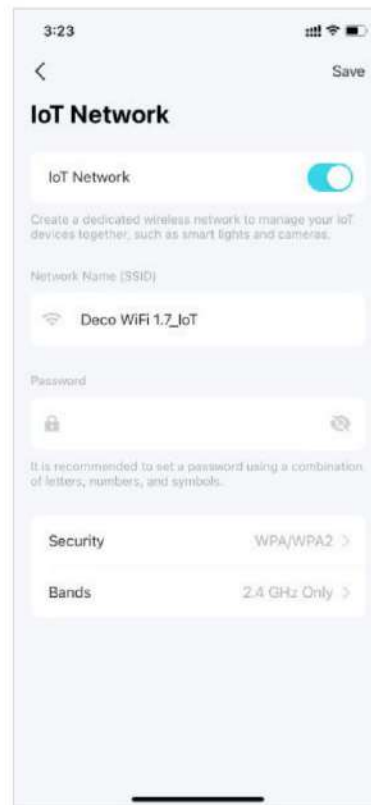 3:23
Save
IoT Network
IoT Network
Create a dedicated wireless network to manage your IoT
devices together, such as smart lights and cameras.
Network Name (SSID)
Deco WiFi 1.7_IoT
Password
It is recommended to set a password using a combination
of letters, numbers, and symbols.
Security WPA/WPA2
Bands 2.4 GHz Only